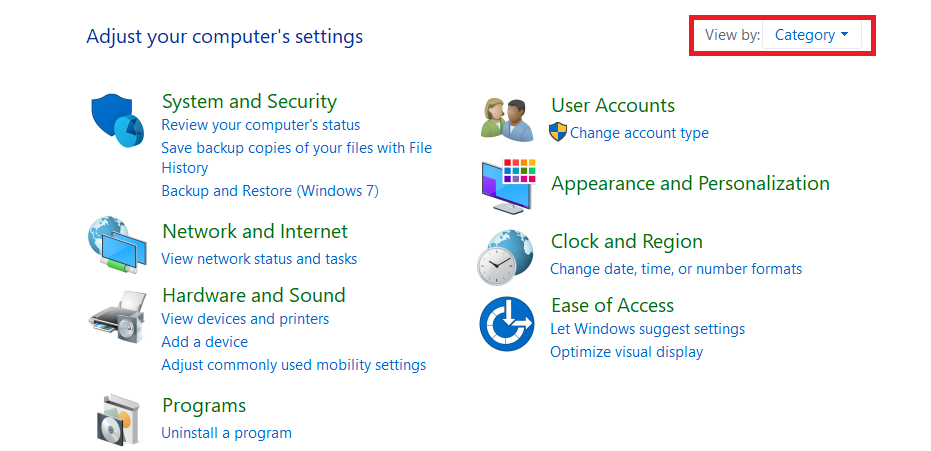 Adjust your computer's settings
View by: Category
System and Security
Review your computer's status
Save backup copies of your files with File
History
Backup and Restore (Windows 7)
Network and Internet
View network status and tasks
Hardware and Sound
View devices and printers
Add a device
Adjust commonly used mobility settings
Programs
Uninstall a program
User Accounts
Change account type
Appearance and Personalization
Clock and Region
Change date, time, or number formats
Ease of Access
Let Windows suggest settings
Optimize visual display